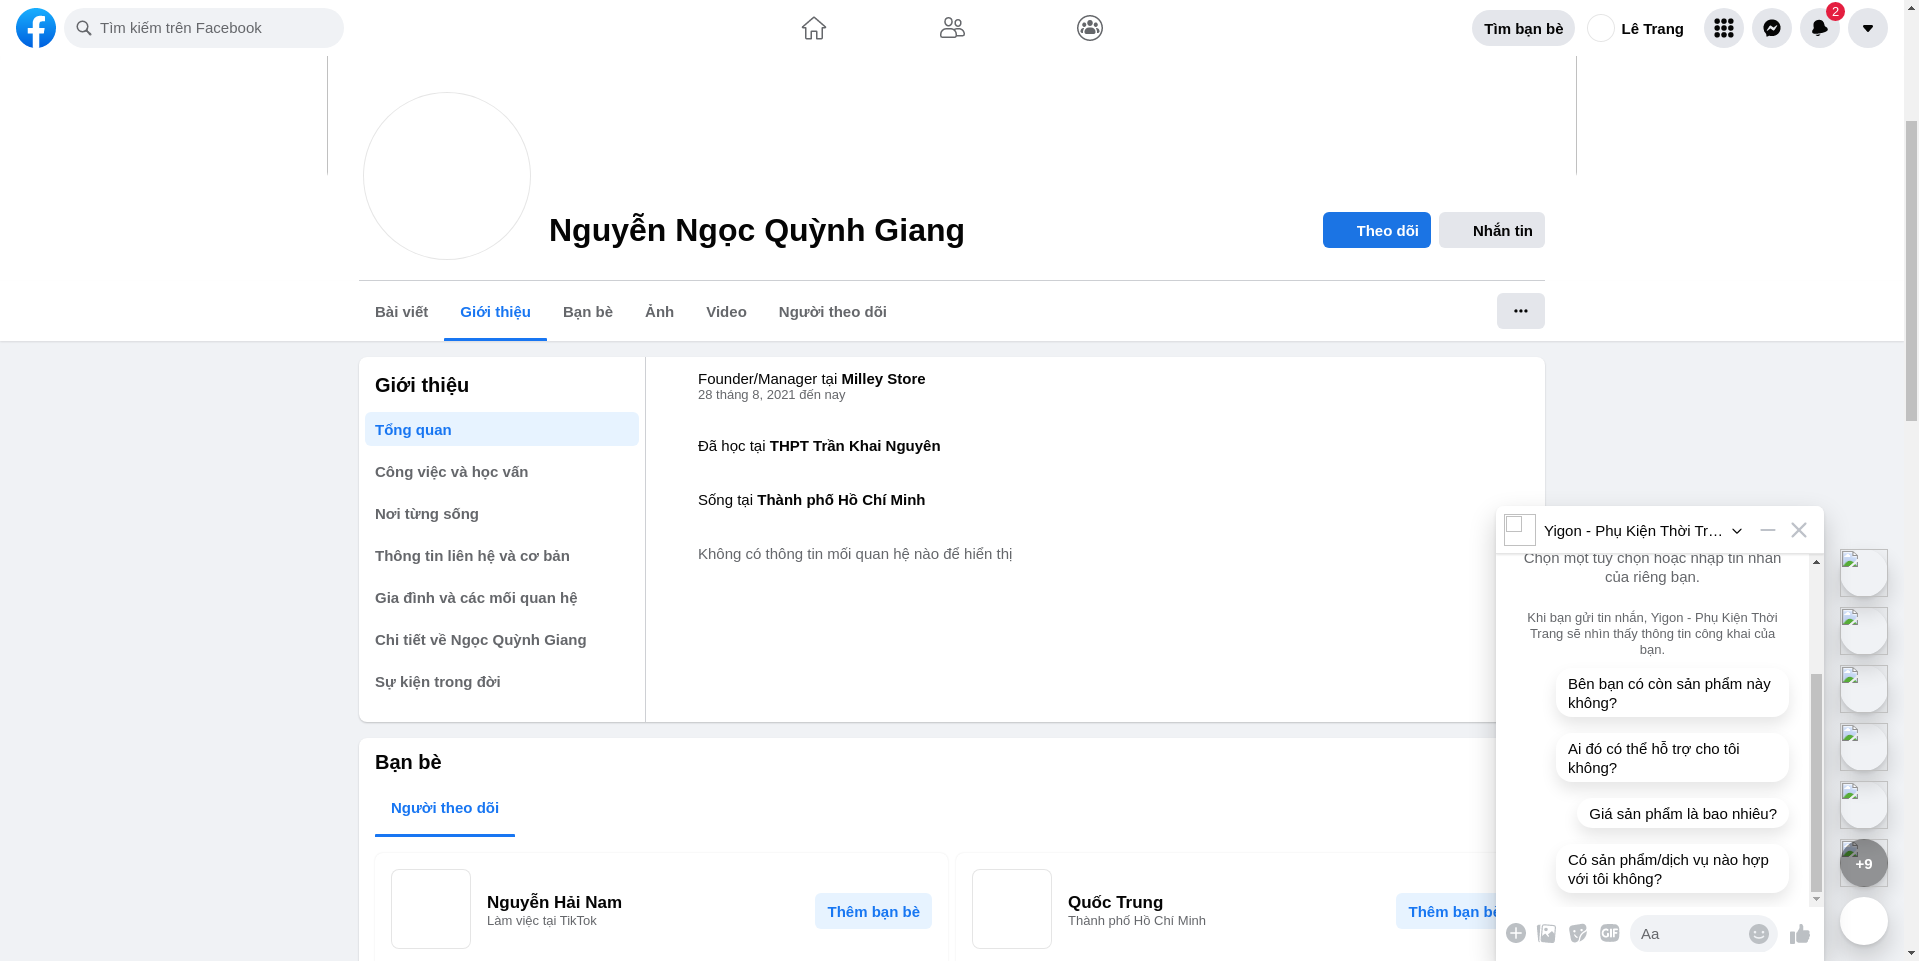 Tìm kiếm trên Facebook
Tìm bạn bè
Lê Trang
2
Nguyễn Ngọc Quỳnh Giang
Theo dõi
Nhắn tin
Bài viết
Giới thiệu
Bạn bè
Ảnh
Video
Người theo dõi
Giới thiệu
Tổng quan
Công việc và học vấn
Nơi từng sống
Thông tin liên hệ và cơ bản
Gia đình và các mối quan hệ
Chi tiết về Ngọc Quỳnh Giang
Sự kiện trong đời
Founder/Manager tại Milley Store
28 tháng 8, 2021 đến nay
Đã học tại THPT Trần Khai Nguyên
Sống tại Thành phố Hồ Chí Minh
Không có thông tin mối quan hệ nào để hiển thị
Bạn bè
Người theo dõi
Nguyễn Hải Nam
Làm việc tại TikTok
Thêm bạn bè
Quốc Trung
Thành phố Hồ Chí Minh
Thêm bạn bè
Yigon - Phụ Kiện Thời Tr...
Chọn một tùy chọn hoặc nhập tin nhắn
của riêng bạn.
Khi bạn gửi tin nhắn, Yigon - Phụ Kiện Thời
Trang sẽ nhìn thấy thông tin công khai của
bạn.
Bên bạn có còn sản phẩm này
không?
Ai đó có thể hỗ trợ cho tôi
không?
Giá sản phẩm là bao nhiêu?
Có sản phẩm/dịch vụ nào hợp
với tôi không?
GIF
Aa
+9